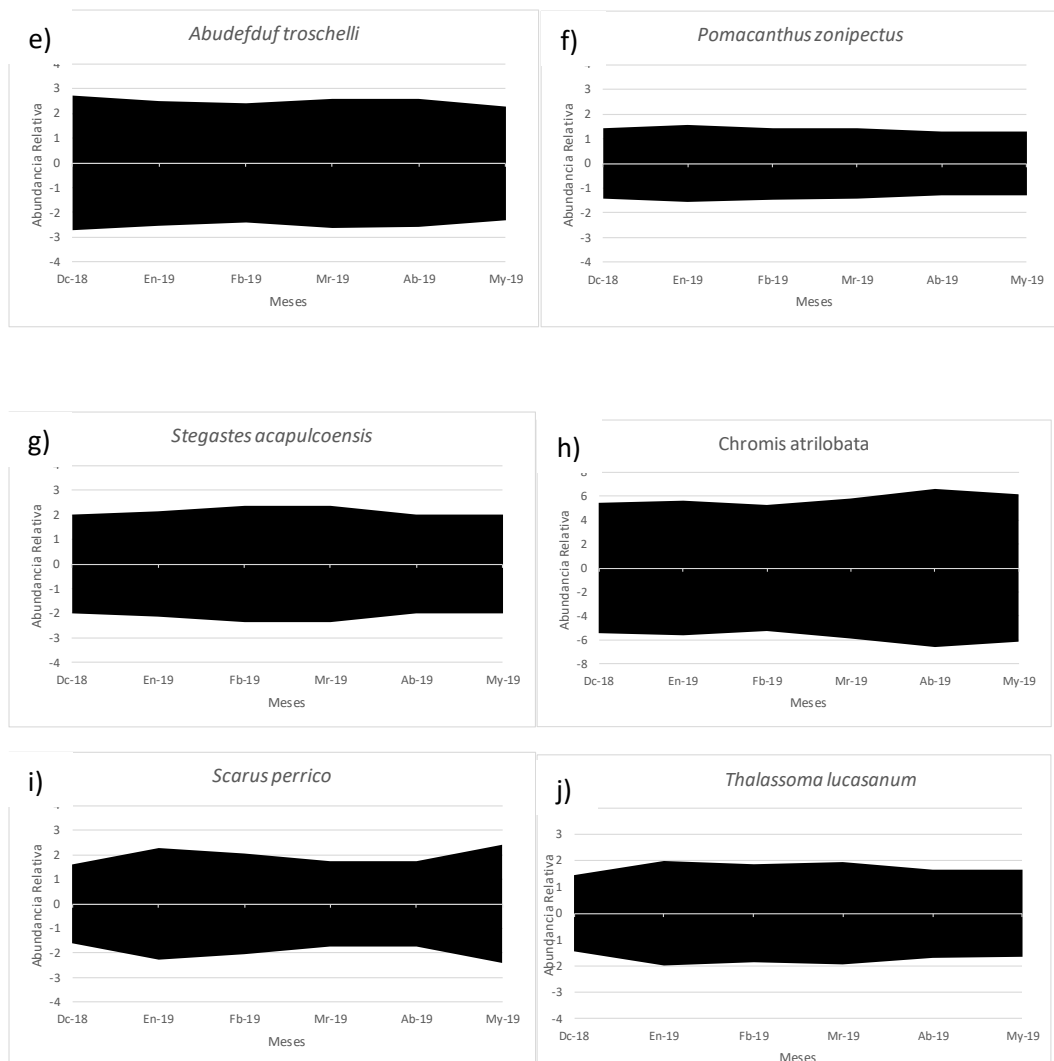 e)
Abudefduf troschelli
Abundancia Relativa
4
3
2
1
0
-1
-2
-3
-4
Dc-18 En-19 Fb-19 Mr-19 Ab-19 My-19
Meses
f)
Pomacanthus zonipectus
Abundancia Relativa
4
3
2
1
0
-1
-2
-3
-4
Dc-18 En-19 Fb-19 Mr-19 Ab-19 My-19
Meses
g)
Stegastes acapulcoensis
Abundancia Relativa
4
3
2
1
0
-1
-2
-3
-4
Dc-18 En-19 Fb-19 Mr-19 Ab-19 My-19
Meses
h)
Chromis atrilobata
Abundancia Relativa
8
6
4
2
0
-2
-4
-6
-8
Dc-18 En-19 Fb-19 Mr-19 Ab-19 My-19
Meses
i)
Scarus perrico
Abundancia Relativa
4
3
2
1
0
-1
-2
-3
-4
Dc-18 En-19 Fb-19 Mr-19 Ab-19 My-19
Meses
j)
Thalassoma lucasanum
Abundancia Relativa
3
2
1
0
-1
-2
-3
-4
Dc-18 En-19 Fb-19 Mr-19 Ab-19 My-19
Meses